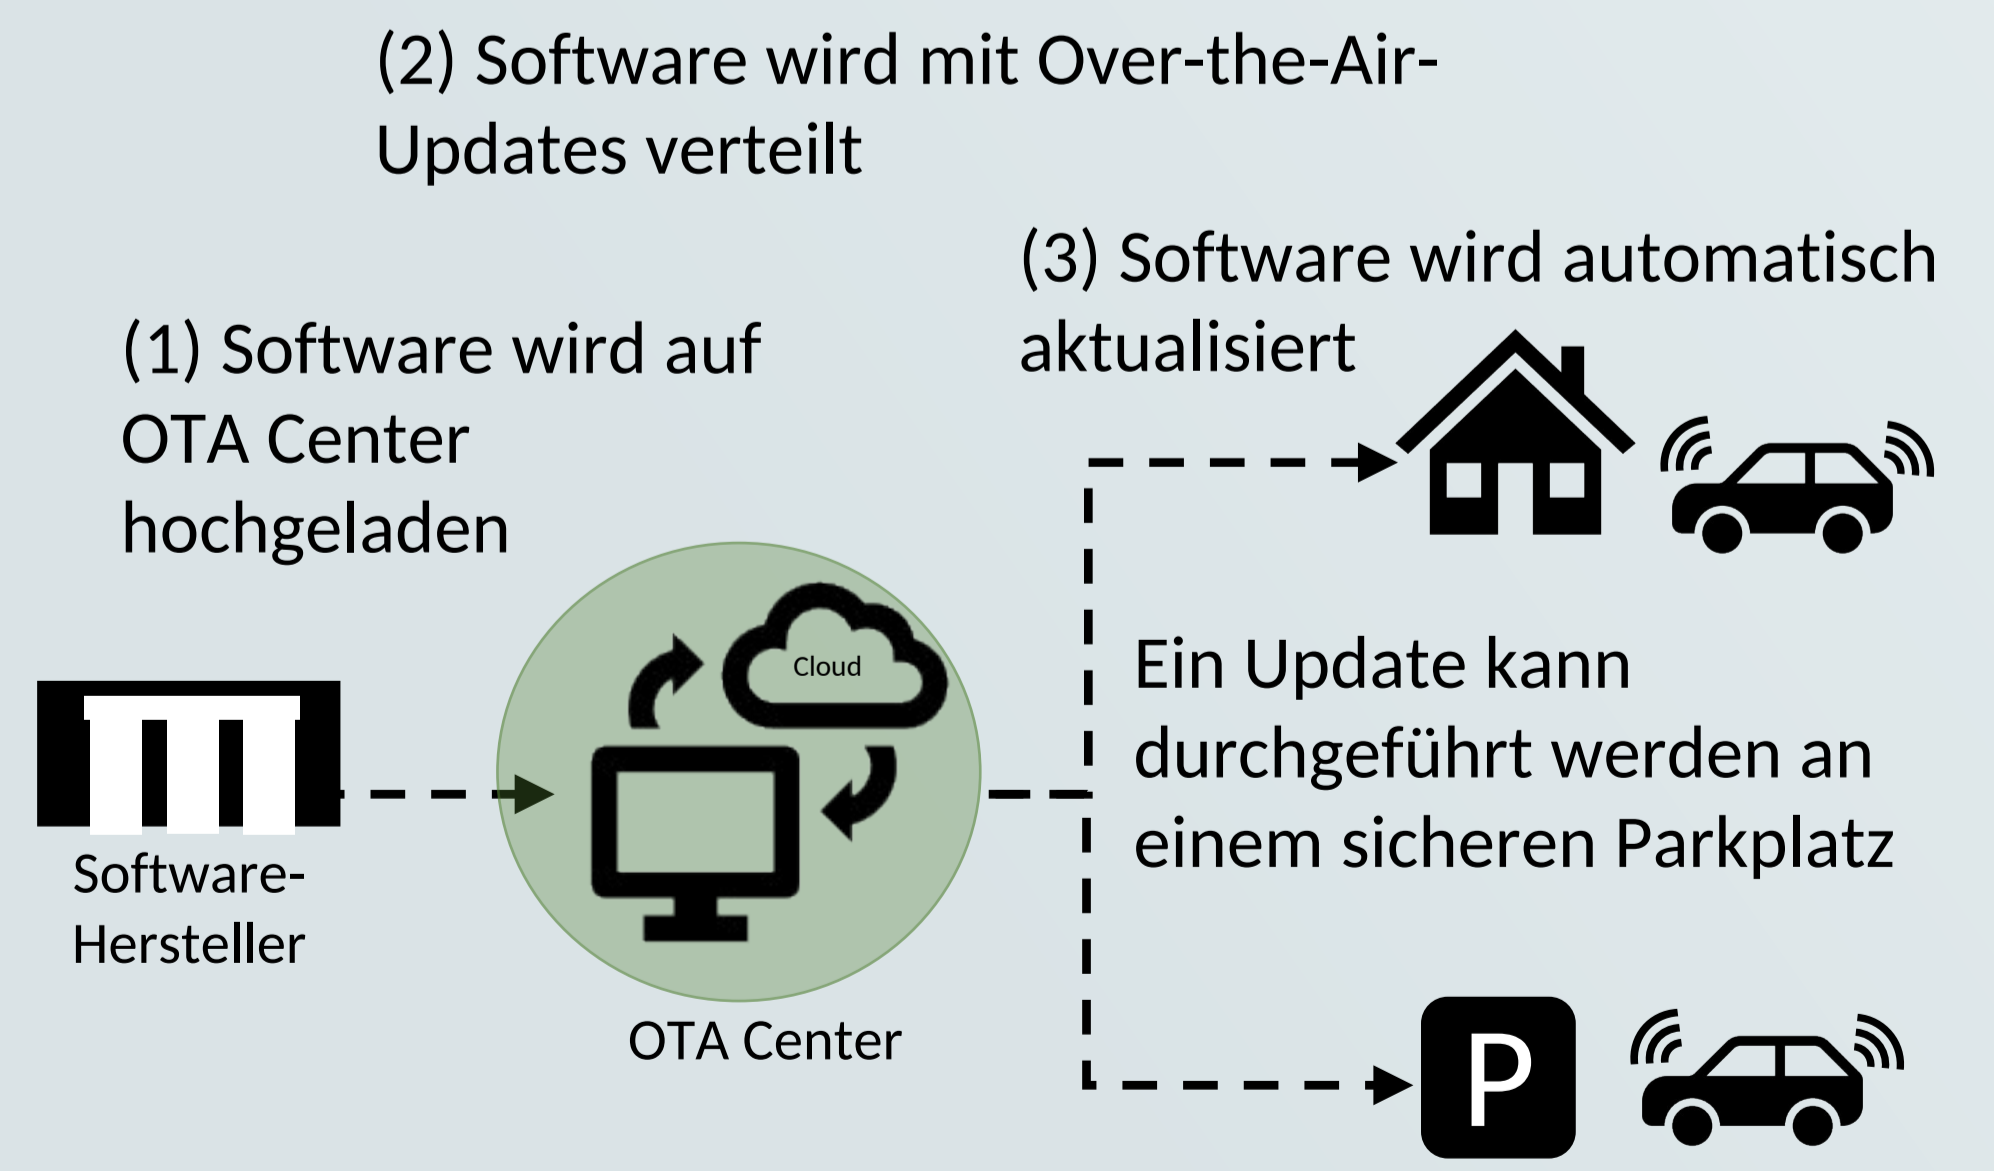 (2) Software wird mit Over-the-Air-
Updates verteilt
(3) Software wird automatisch
aktualisiert
(1) Software wird auf
OTA Center
hochgeladen
Cloud
Ein Update kann
durchgeführt werden an
einem sicheren Parkplatz
Software-
Hersteller
OTA Center
P